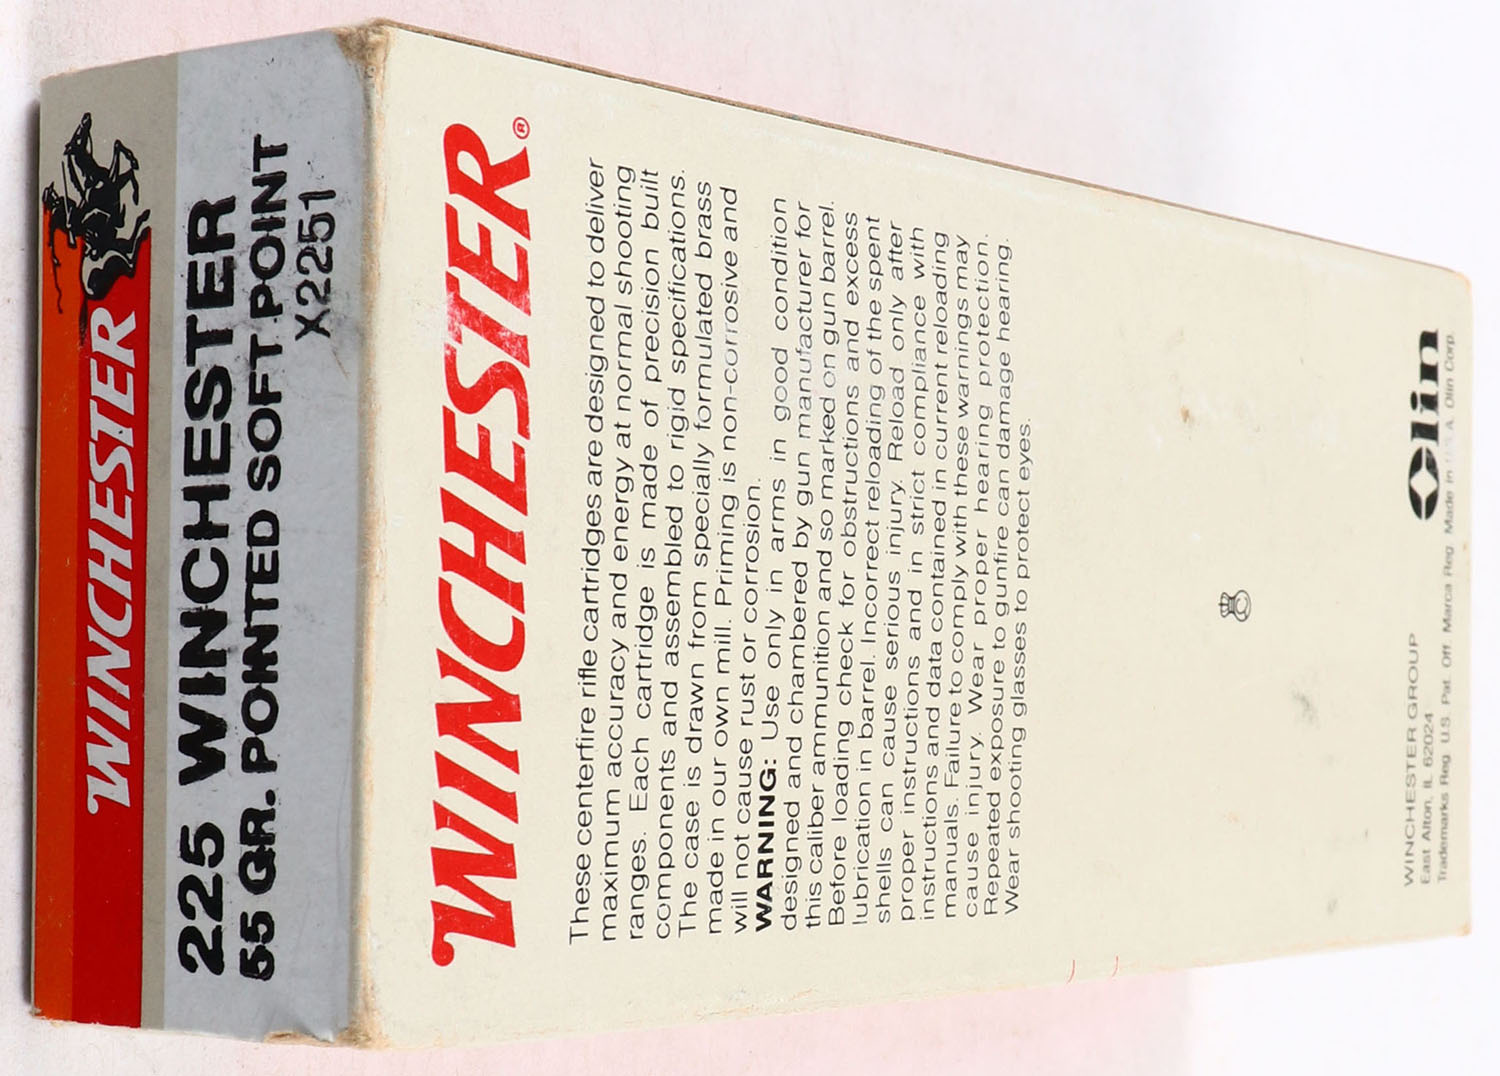 WINCHESTER
225 WINCHESTER
55 GR. POINTED SOFT POINT
X2251
WINCHESTER®
These centerfire rifle cartridges are designed to deliver
maximum accuracy and energy at normal shooting
ranges. Each cartridge is made of precision built
components and assembled to rigid specifications.
The case is drawn from specially formulated brass
made in our own mill. Priming is non-corrosive and
will not cause rust or corrosion.
WARNING: Use only in arms in good condition
designed and chambered by gun manufacturer for
this caliber ammunition and so marked on gun barrel.
Before loading check for obstructions and excess
lubrication in barrel. Incorrect reloading of the spent
shells can cause serious injury. Reload only after
proper instructions and in strict compliance with
instructions and data contained in current reloading
manuals. Failure to comply with these warnings may
cause injury. Wear proper hearing protection.
Repeated exposure to gunfire can damage hearing.
Wear shooting glasses to protect eyes.
WINCHESTER GROUP
Olin
East Alton, IL 62024
Trademarks Reg U.S. Pat. Off Marca Reg Made in U.S.A. Olin Corp.